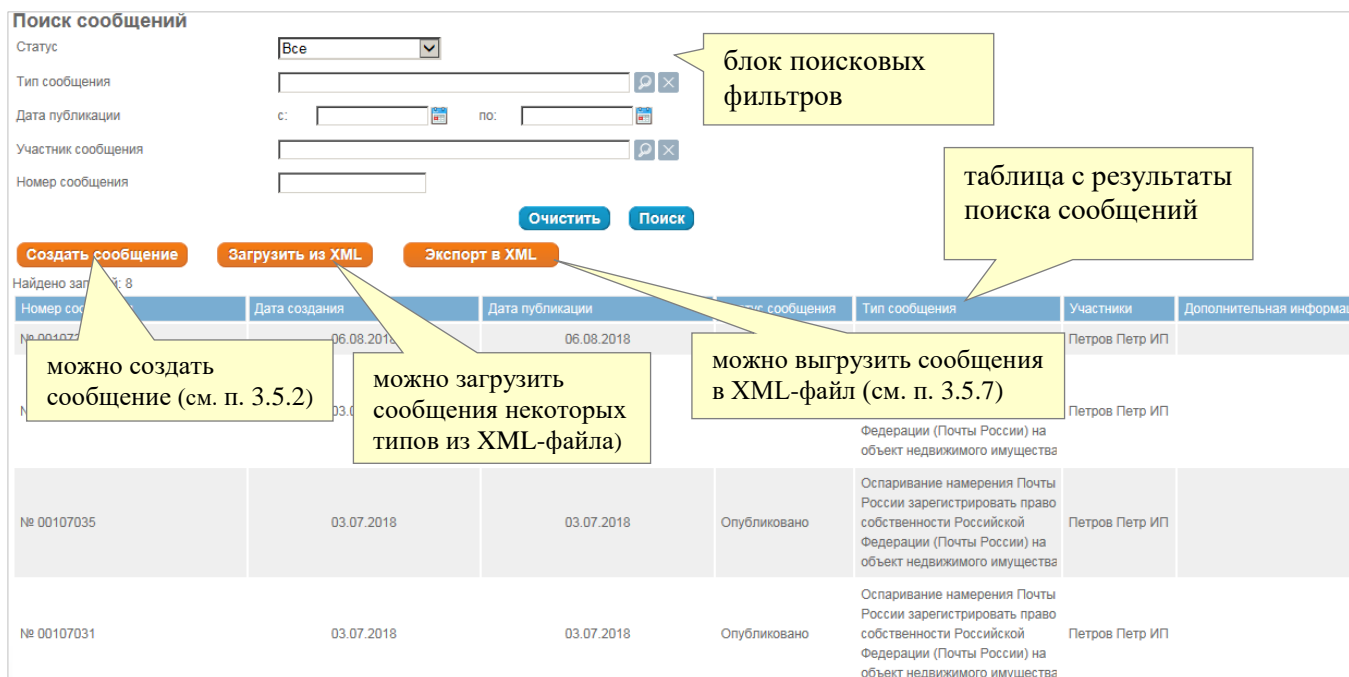 Поиск сообщений
Статус
Все
блок поисковых
фильтров
Тип сообщения
Дата публикации
с:
по:
Участник сообщения
таблица с результаты
поиска сообщений
Номер сообщения
Очистить
Поиск
Создать сообщение
Загрузить из XML
Экспорт в XML
Найдено
й: 8
Дата создания
Дата публикации
сообщения
Тип сообщения
Участники
Дополнительная информац
06.08.2018
06.08.2018
Петров Петр ИП
можно создать
сообщение (см. п. 3.5.2)
можно загрузить
сообщения некоторых
типов из XML-файла)
можно выгрузить сообщения
в XML-файл (см. п. 3.5.7)
Петров Петр ИП
Федерации (Почты России) на
объект недвижимого имущества
№ 00107035
03.07.2018
03.07.2018
Опубликовано
Оспаривание намерения Почты
России зарегистрировать право
собственности Российской
Федерации (Почты России) на
объект недвижимого имущества
Петров Петр ИП
№ 00107031
03.07.2018
03.07.2018
Опубликовано
Оспаривание намерения Почты
России зарегистрировать право
собственности Российской
Федерации (Почты России) на
объект недвижимого имущества
Петров Петр ИП